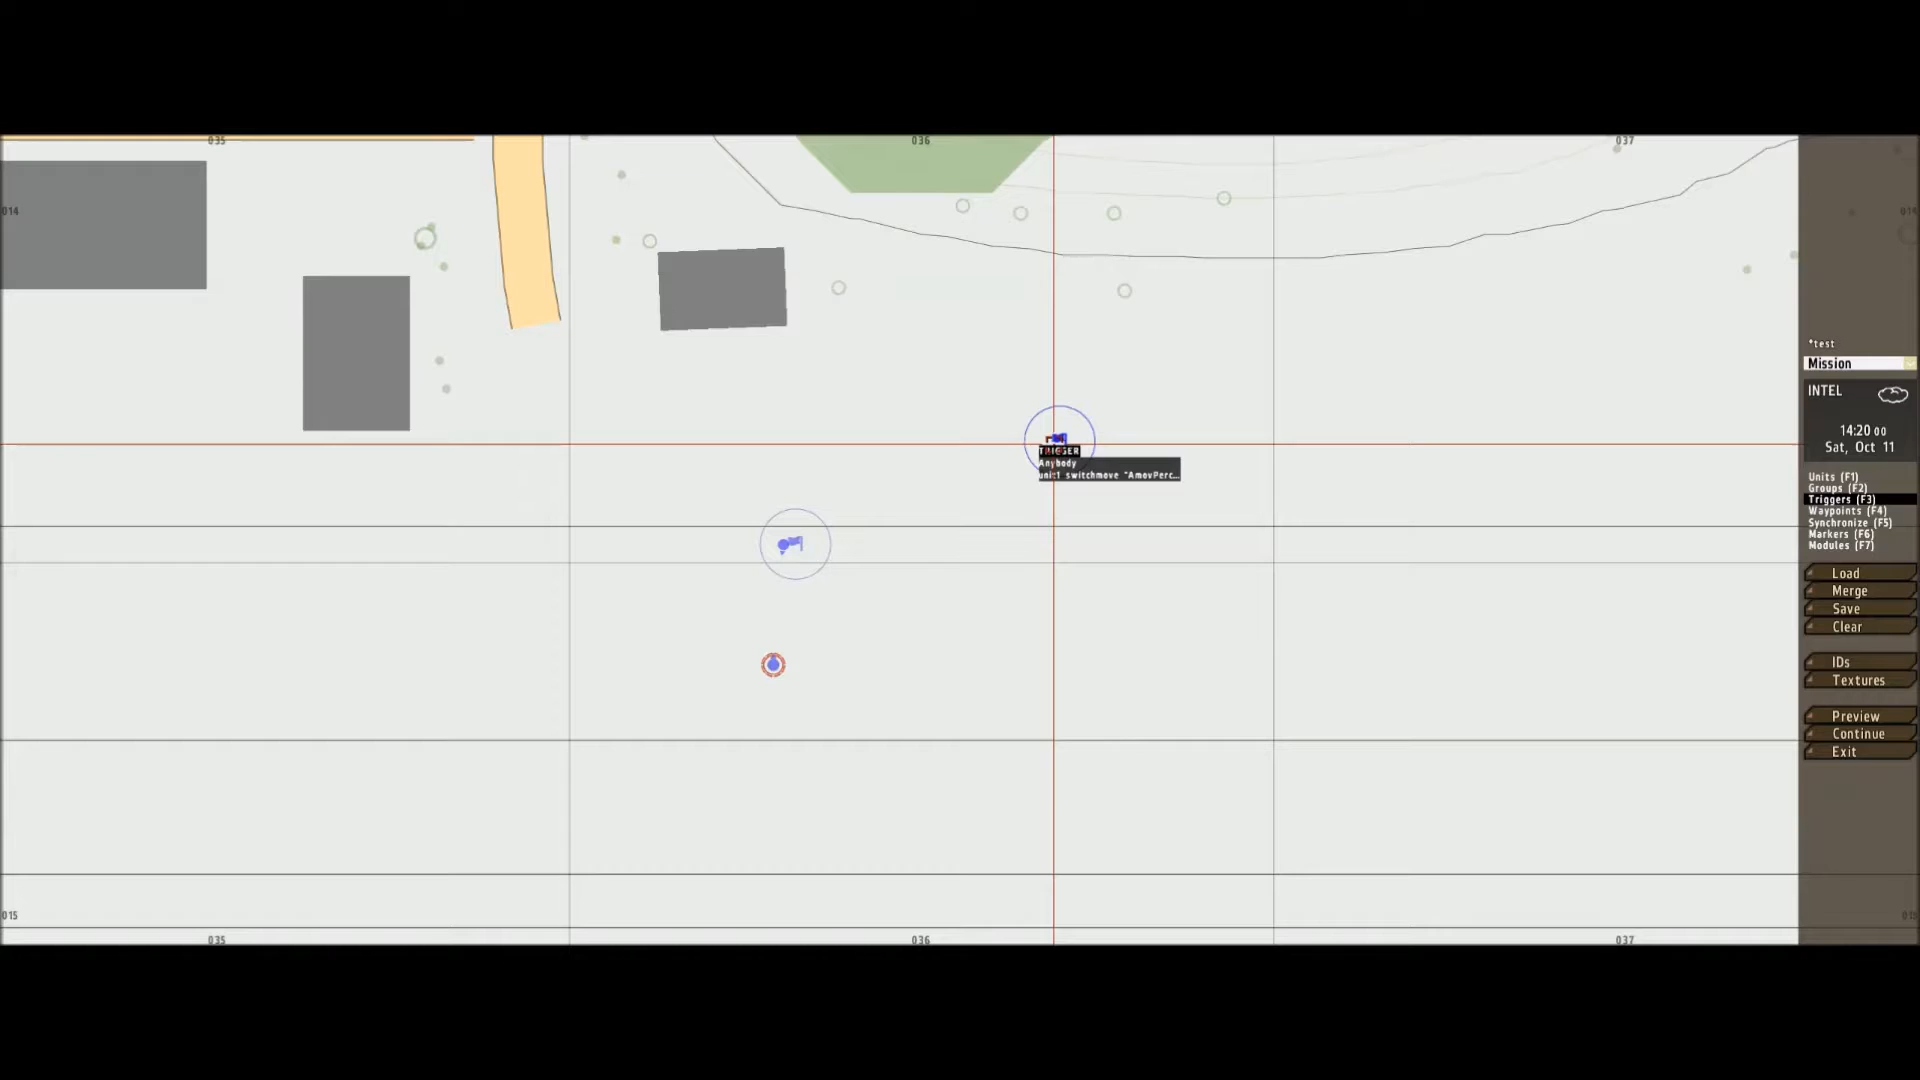 035
036
037
014
014
*test
Mission
INTEL
14:20 00
Sat, Oct 11
TRIGGER
Anybody
unit1 switchmove "AmovPerc...
Units (F1)
Groups (F2)
Triggers (F3)
Waypoints (F4)
Synchronize (F5)
Markers (F6)
Modules (F7)
Load
Merge
Save
Clear
IDs
Textures
Preview
Continue
Exit
015
015
035
036
037